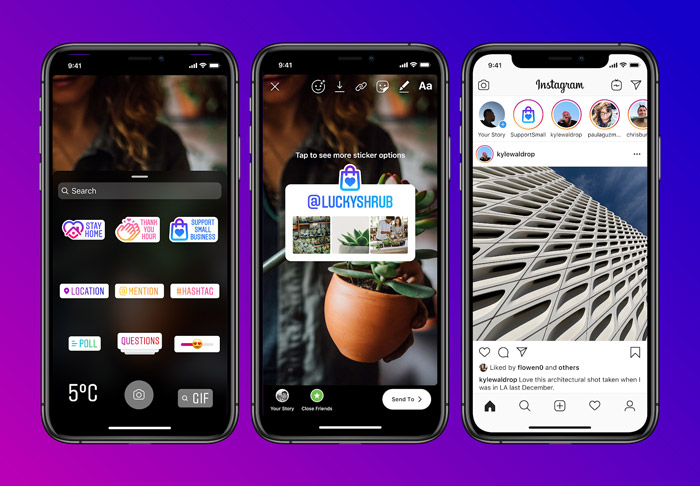 9:41
Search
STAY
HOME
THANK
YOU
HOUR
SUPPORT
SMALL
BUSINESS
LOCATION
@MENTION
#HASHTAG
POLL
QUESTIONS
5°C
GIF
9:41
Aa
Tap to see more sticker options
@LUCKYSHRUB
Your Story
Close Friends
Send To
9:41
Instagram
Your Story
SupportSmall
kylewaldrop
paulaguzm...
chrisbur
kylewaldrop
Liked by flowen0 and others
kylewaldrop Love this architectural shot taken when I
was in LA last December.